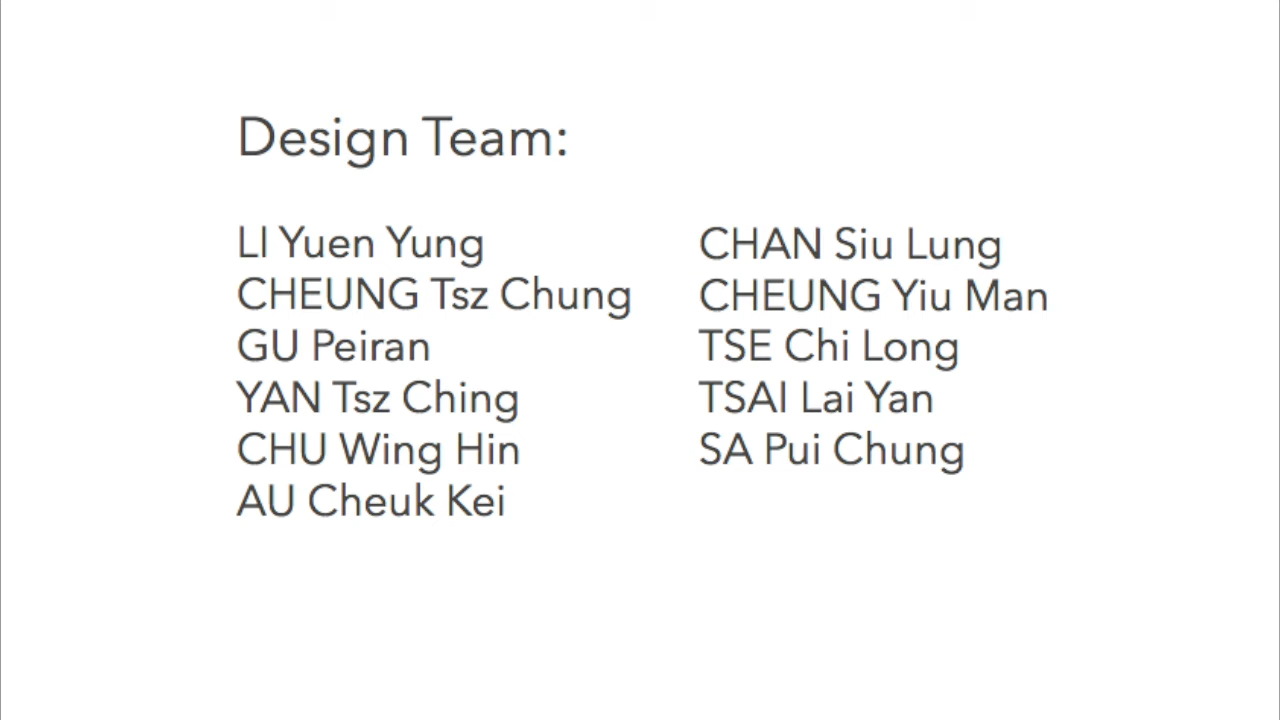 Design Team:
LI Yuen Yung
CHEUNG Tsz Chung
GU Peiran
YAN Tsz Ching
CHU Wing Hin
AU Cheuk Kei
CHAN Siu Lung
CHEUNG Yiu Man
TSE Chi Long
TSAI Lai Yan
SA Pui Chung